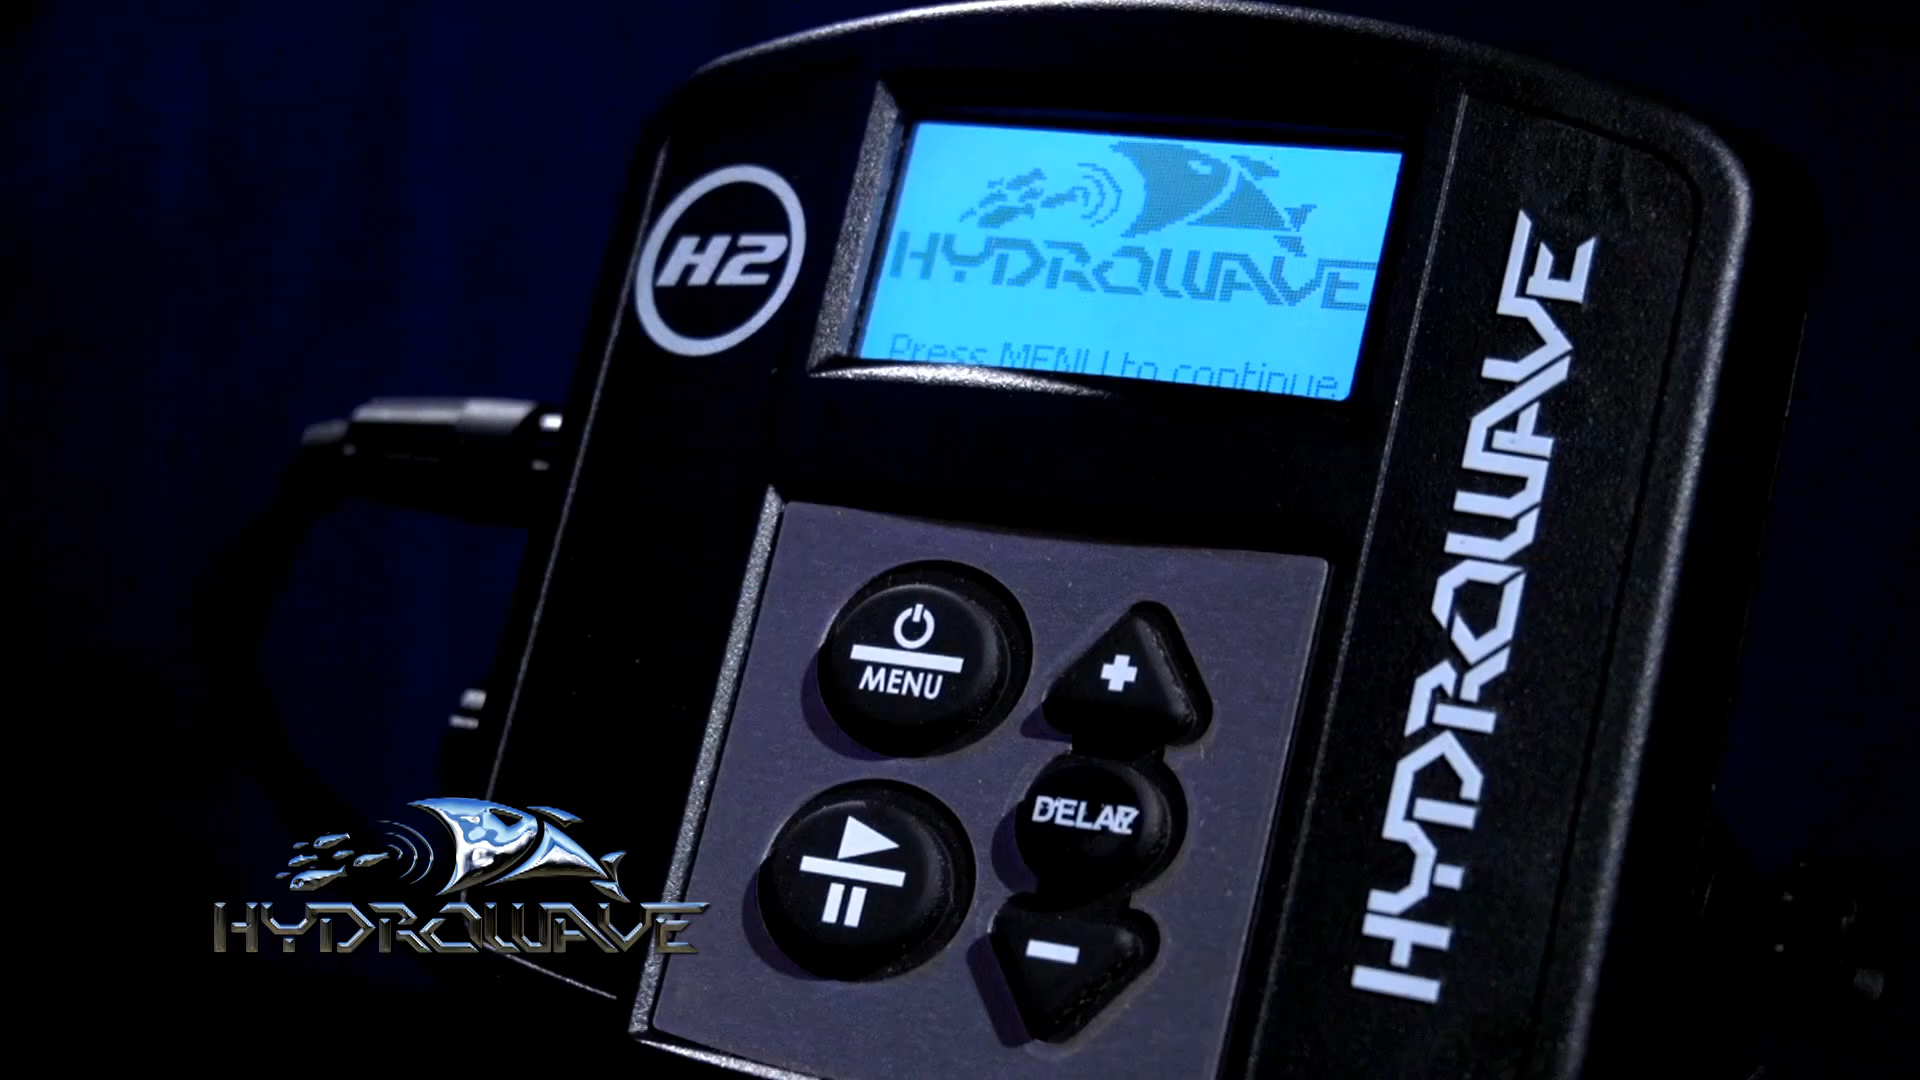 H2
HYDROWAVE
Press MENU to continue
HYDROWAVE
MENU
DELAY
HYDROWAVE